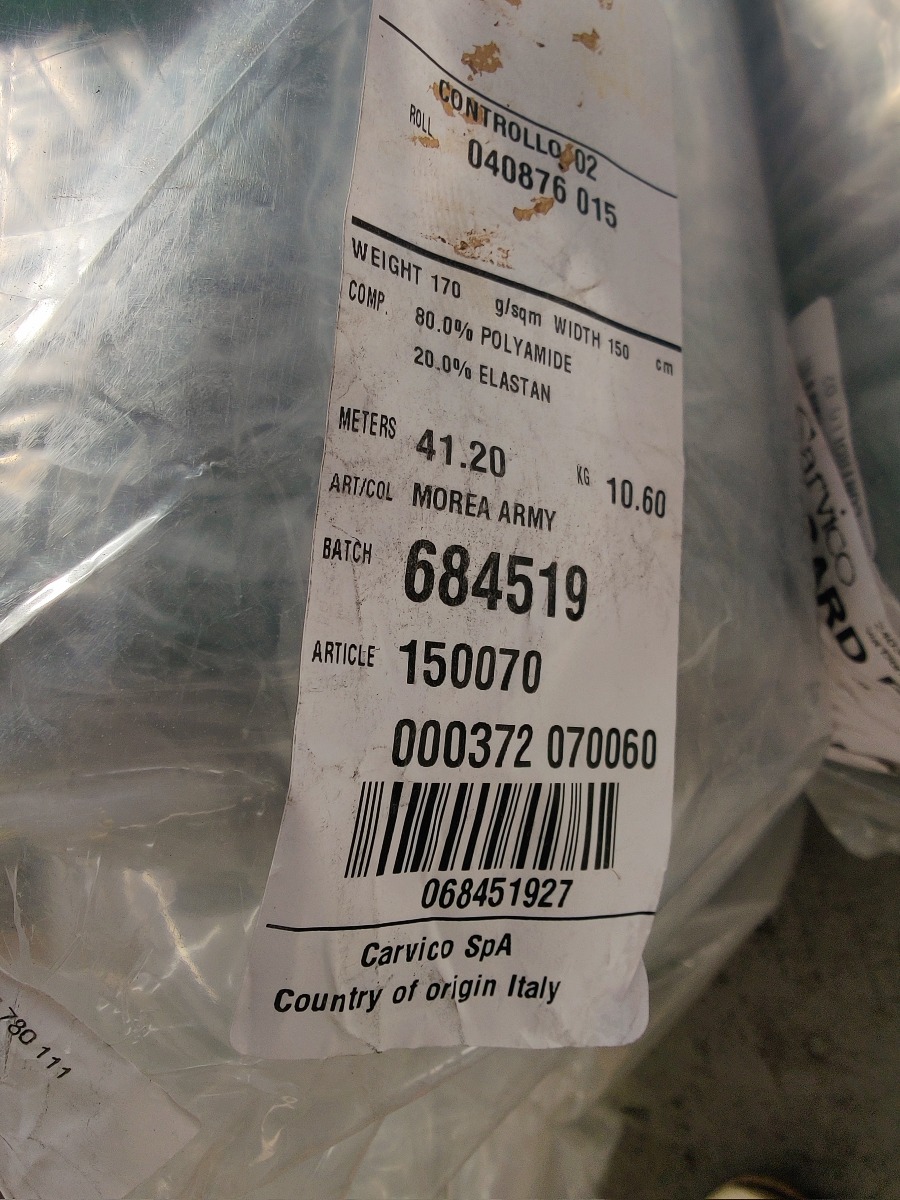 CONTROLLO 02
ROLL
040876 015
WEIGHT 170 g/sqm WIDTH 150 cm
COMP. 80.0% POLYAMIDE
20.0% ELASTAN
METERS 41.20 KG 10.60
ART/COL MOREA ARMY
BATCH 684519
ARTICLE 150070
000372 070060
068451927
Carvico SpA
Country of origin Italy
780 111
Carvico
ARD